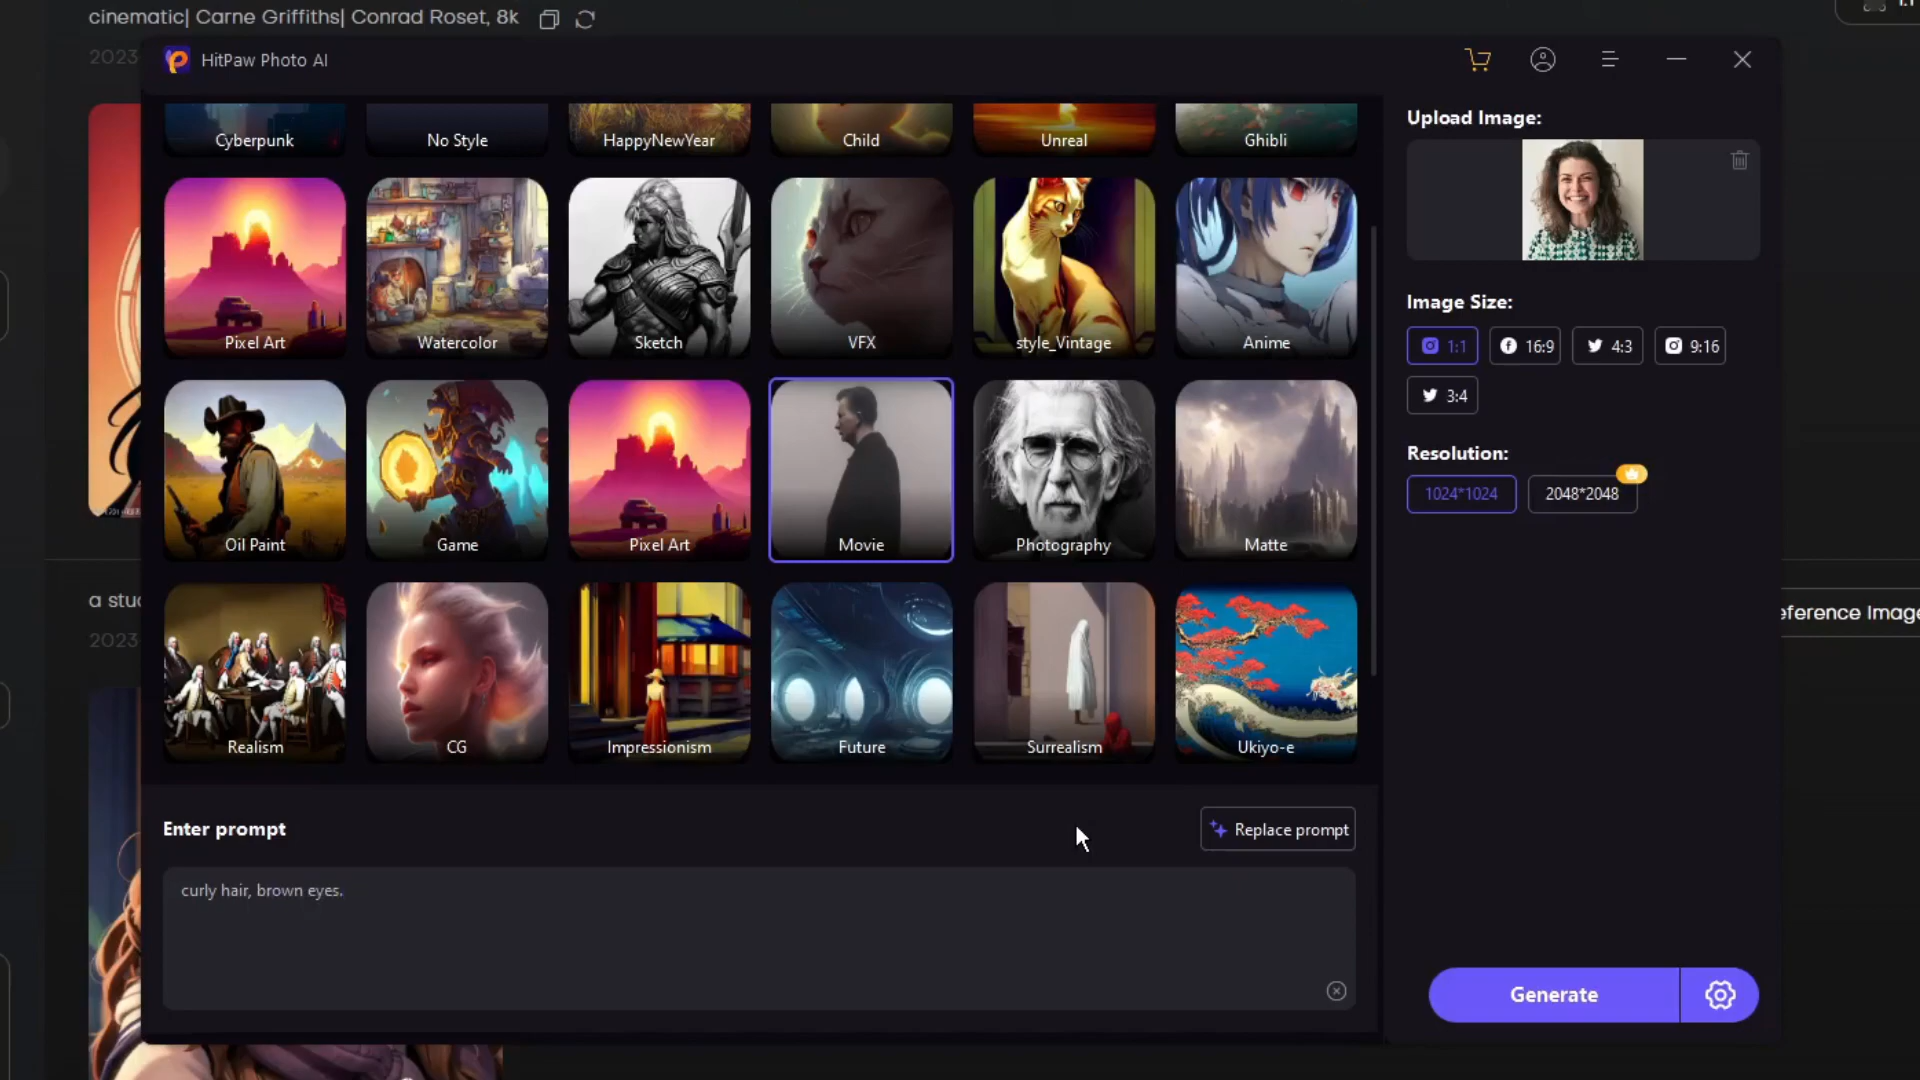 cinematic| Carne Griffiths| Conrad Roset, 8k
2023
HitPaw Photo AI
Cyberpunk
No Style
HappyNewYear
Child
Unreal
Ghibli
Pixel Art
Watercolor
Sketch
VFX
style_Vintage
Anime
Oil Paint
Game
Pixel Art
Movie
Photography
Matte
Realism
CG
Impressionism
Future
Surrealism
Ukiyo-e
Enter prompt
Replace prompt
curly hair, brown eyes.
Upload Image:
Image Size:
1:1
16:9
4:3
9:16
3:4
Resolution:
1024*1024
2048*2048
Generate
a stu
2023
eference Image